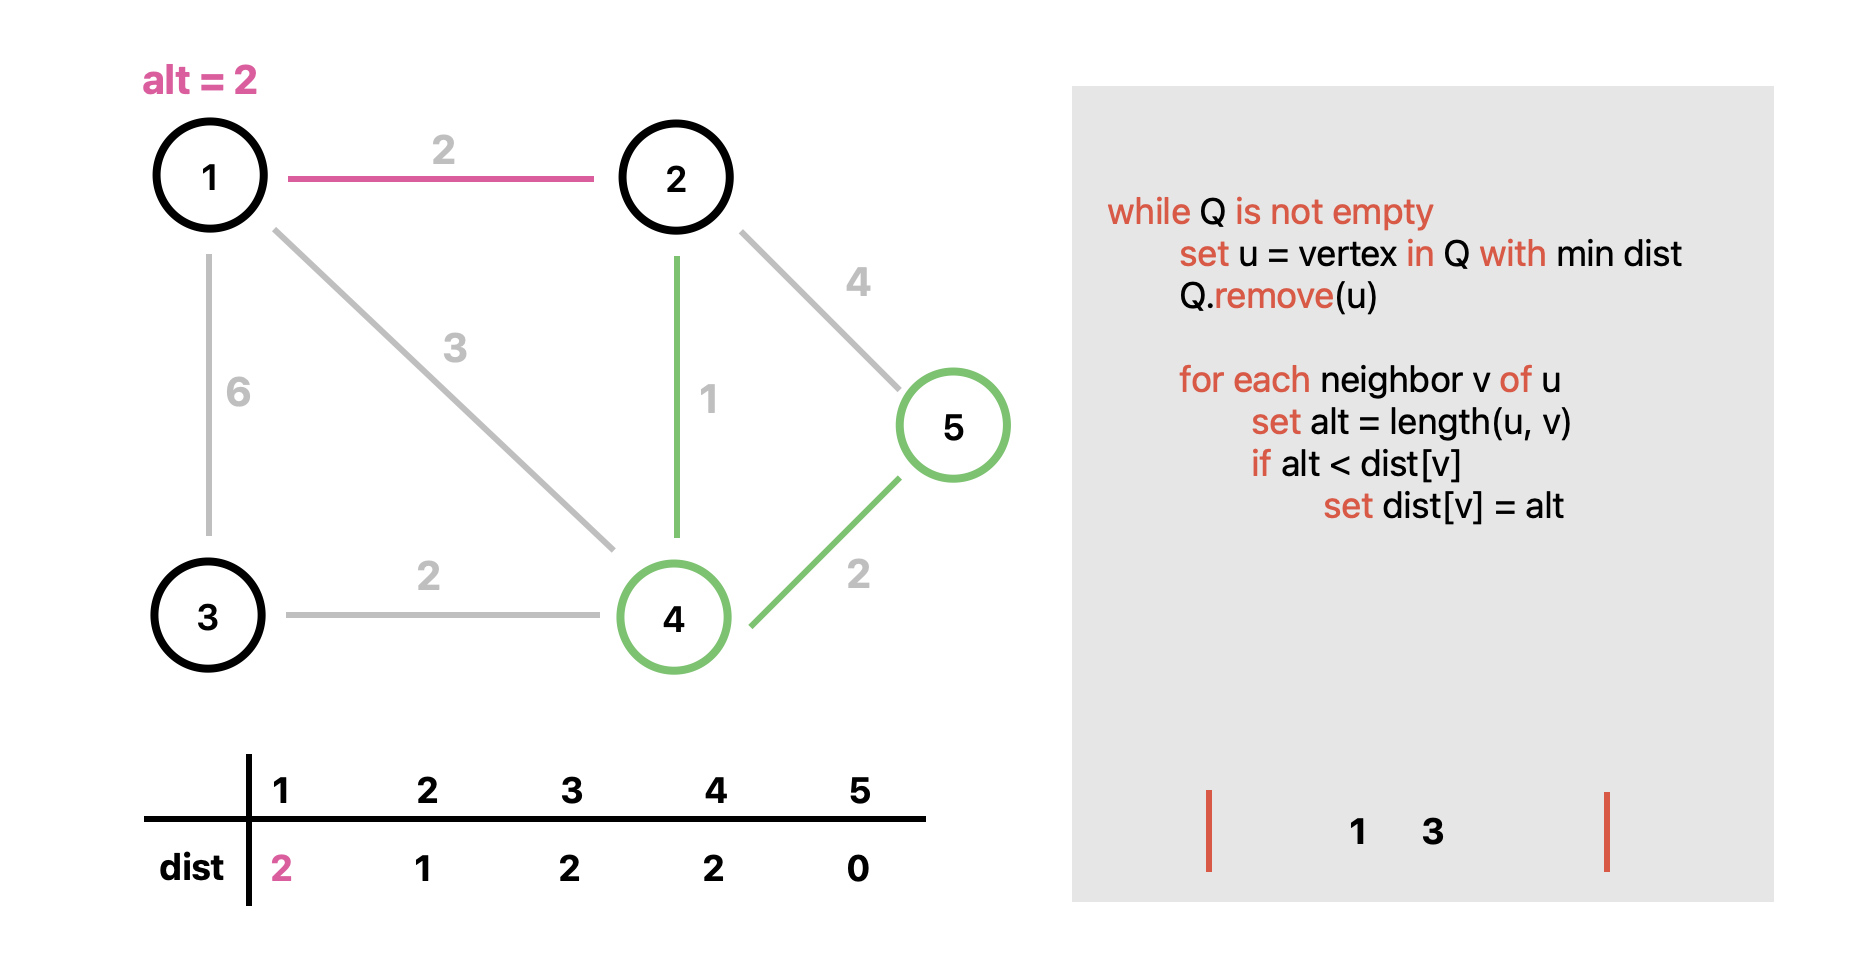 alt = 2
1
2
2
4
3
6
1
5
2
2
3
4
1 2 3 4 5
dist 2 1 2 2 0
while Q is not empty
set u = vertex in Q with min dist
Q.remove(u)
for each neighbor v of u
set alt = length(u, v)
if alt < dist[v]
set dist[v] = alt
1 3